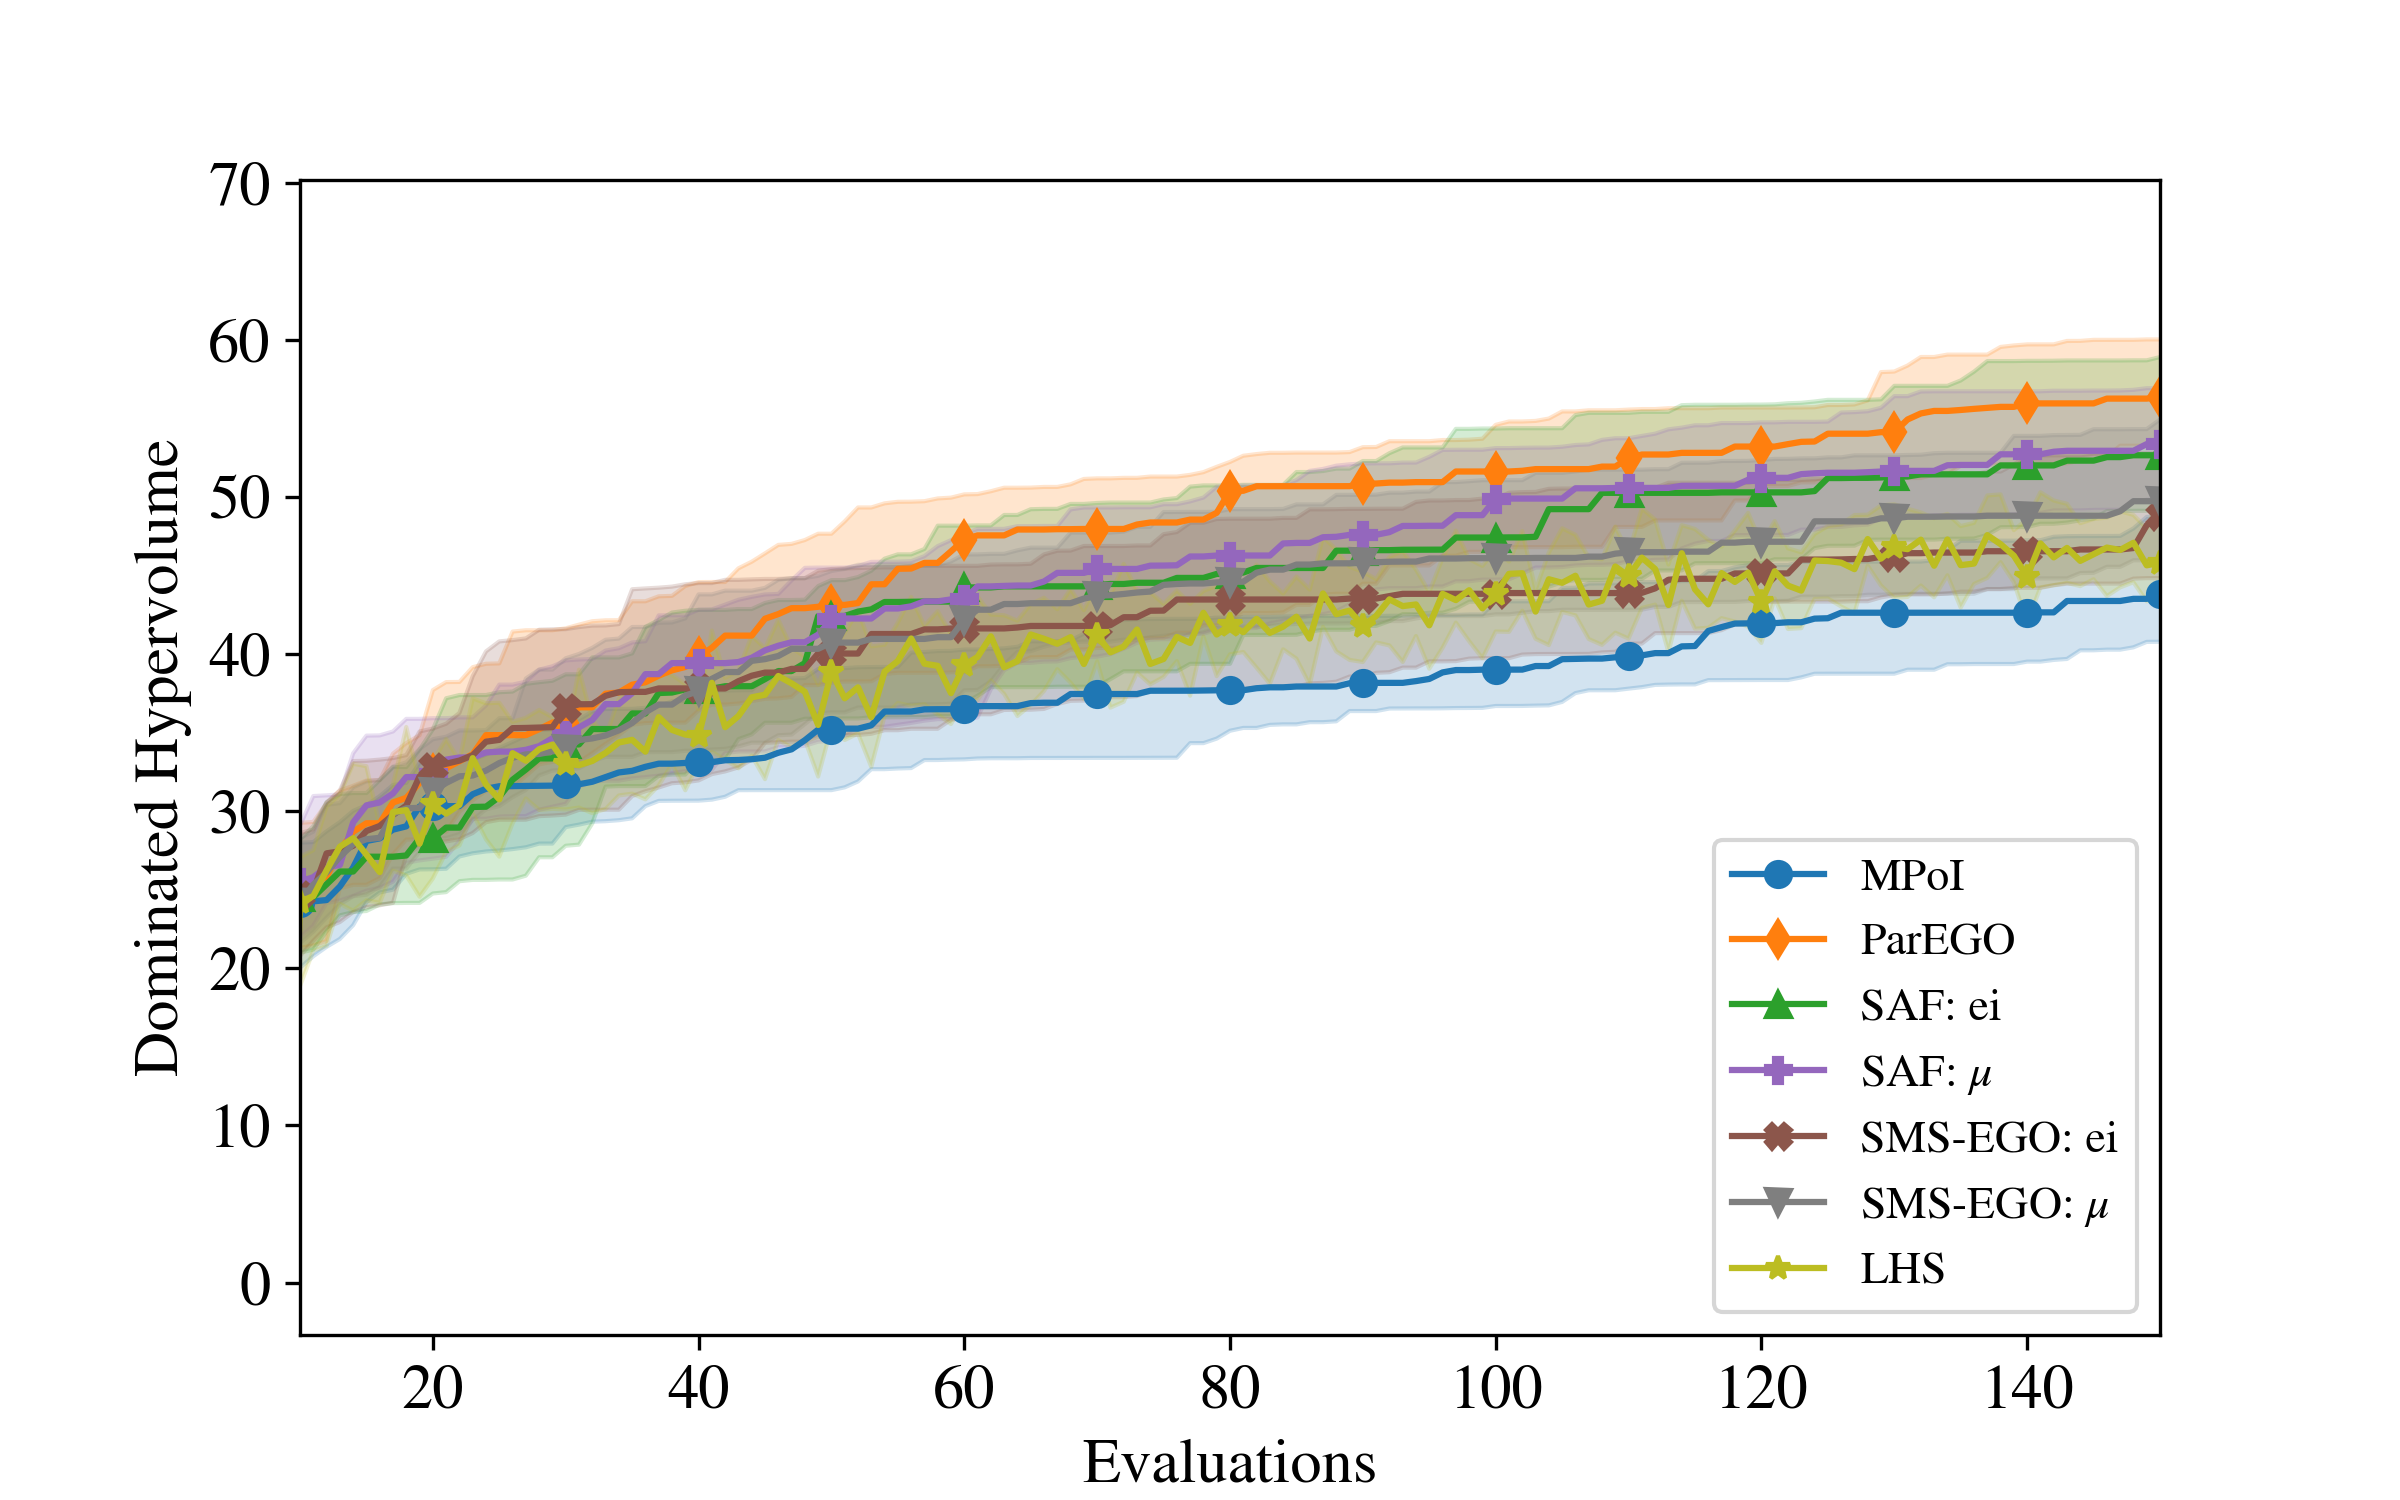 70
60
50
40
30
20
10
0
Dominated Hypervolume
20 40 60 80 100 120 140
Evaluations
MPoI
ParEGO
SAF: ei
SAF: μ
SMS-EGO: ei
SMS-EGO: μ
LHS